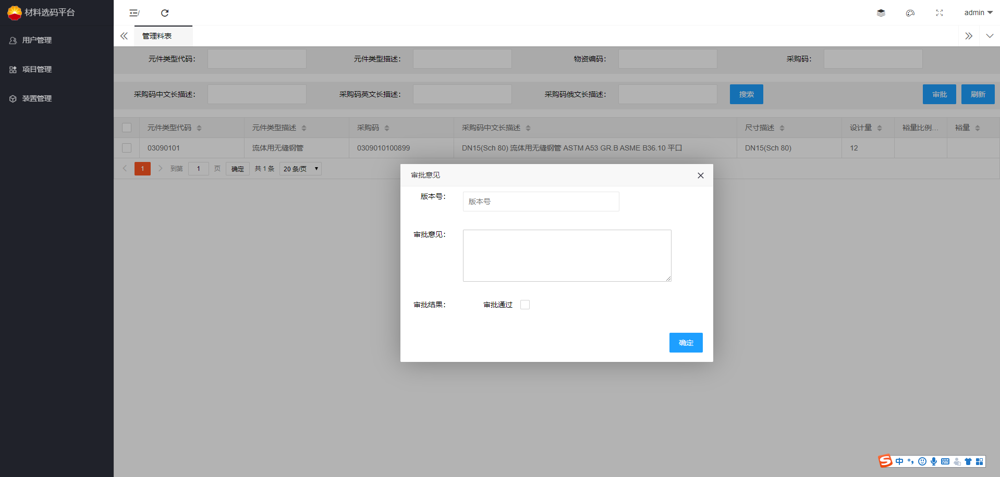 材料选码平台
admin
用户管理
项目管理
装置管理
管理料表
元件类型代码：
元件类型描述：
物资编码：
采购码：
采购码中文长描述：
采购码英文长描述：
采购码俄文长描述：
搜索
审批
刷新
元件类型代码
元件类型描述
采购码
采购码中文长描述
尺寸描述
设计量
裕量比例...
裕量
03090101
流体用无缝钢管
0309010100899
DN15(Sch 80) 流体用无缝钢管 ASTM A53 GR.B ASME B36.10 平口
DN15(Sch 80)
12
1 到第 1 页 确定 共 1 条 20 条/页
审批意见
版本号：
版本号
审批意见：
审批结果：
审批通过
确定
S 中